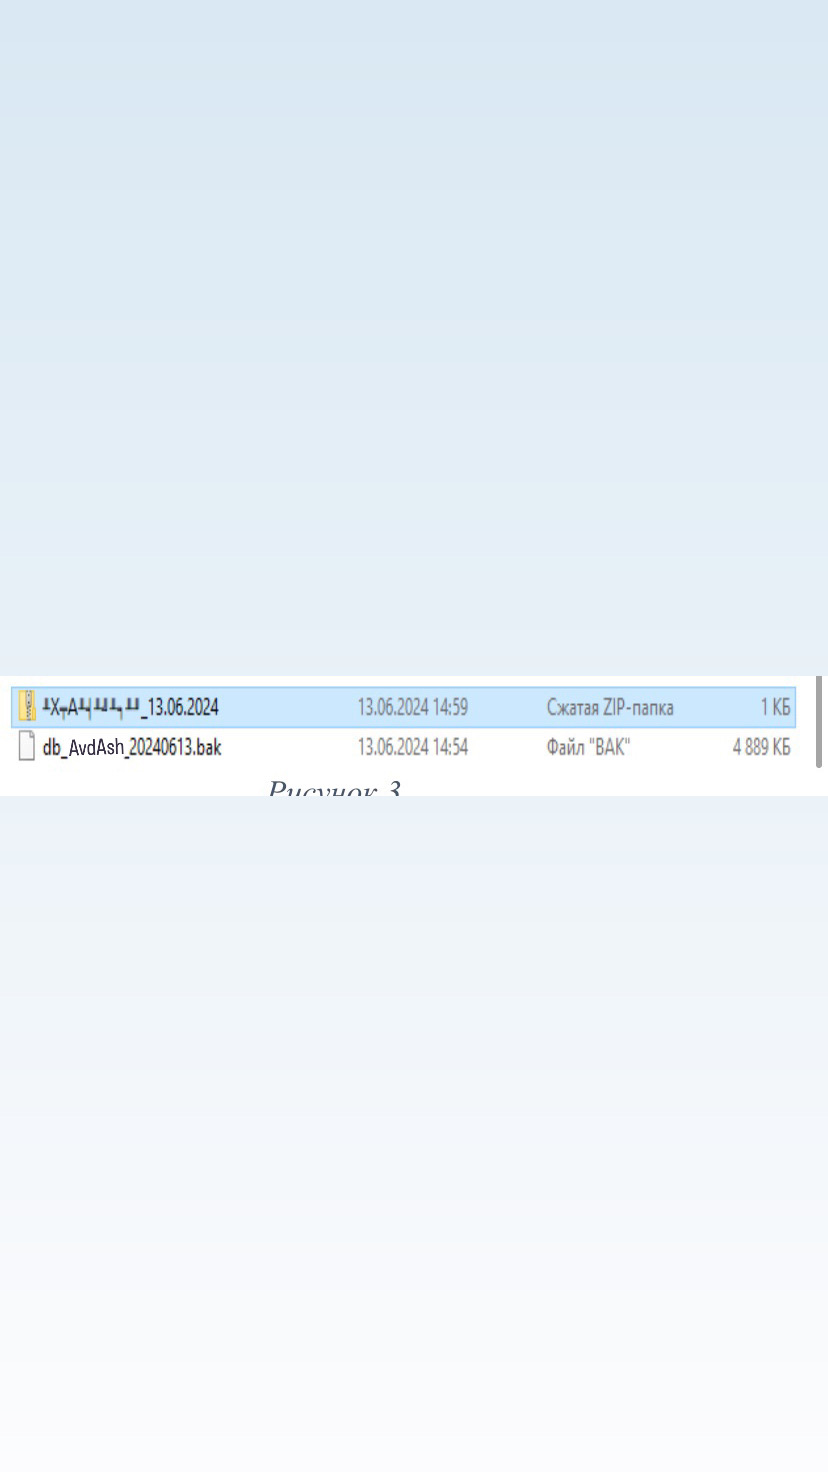 _13.06.2024 13.06.2024 14:59 Сжатая ZIP-папка 1 КБ
db_AvdAsh_20240613.bak 13.06.2024 14:54 Файл "BAK" 4 889 КБ
Рисунок 3